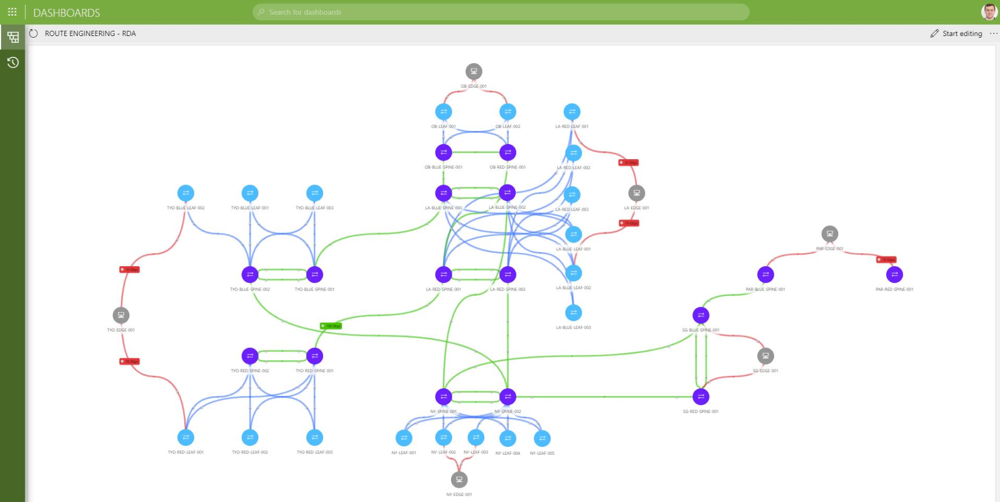 DASHBOARDS
Search for dashboards
ROUTE ENGINEERING - RDA
Start editing
OB-EDGE-001
OB-LEAF-001
OB-LEAF-002
LA-RED-LEAF-001
OB-BLUE-SPINE-001
OB-RED-SPINE-001
LA-RED-LEAF-002
10 Gbps
TYO-BLUE-LEAF-002
TYO-BLUE-LEAF-001
TYO-BLUE-LEAF-003
LA-BLUE-SPINE-001
LA-BLUE-SPINE-002
LA-RED-LEAF-003
LA-EDGE-001
10 Gbps
LA-BLUE-LEAF-001
PAR-EDGE-001
10 Gbps
10 Gbps
TYO-BLUE-SPINE-002
TYO-BLUE-SPINE-001
LA-RED-SPINE-001
LA-RED-SPINE-002
LA-BLUE-LEAF-002
PAR-BLUE-SPINE-001
PAR-RED-SPINE-001
TYO-EDGE-001
100 Gbps
LA-BLUE-LEAF-003
SG-BLUE-SPINE-001
10 Gbps
TYO-RED-SPINE-002
TYO-RED-SPINE-001
SG-EDGE-001
NY-SPINE-001
NY-SPINE-002
SG-RED-SPINE-001
TYO-RED-LEAF-001
TYO-RED-LEAF-002
TYO-RED-LEAF-003
NY-LEAF-001
NY-LEAF-002
NY-LEAF-003
NY-LEAF-004
NY-LEAF-005
NY-EDGE-001